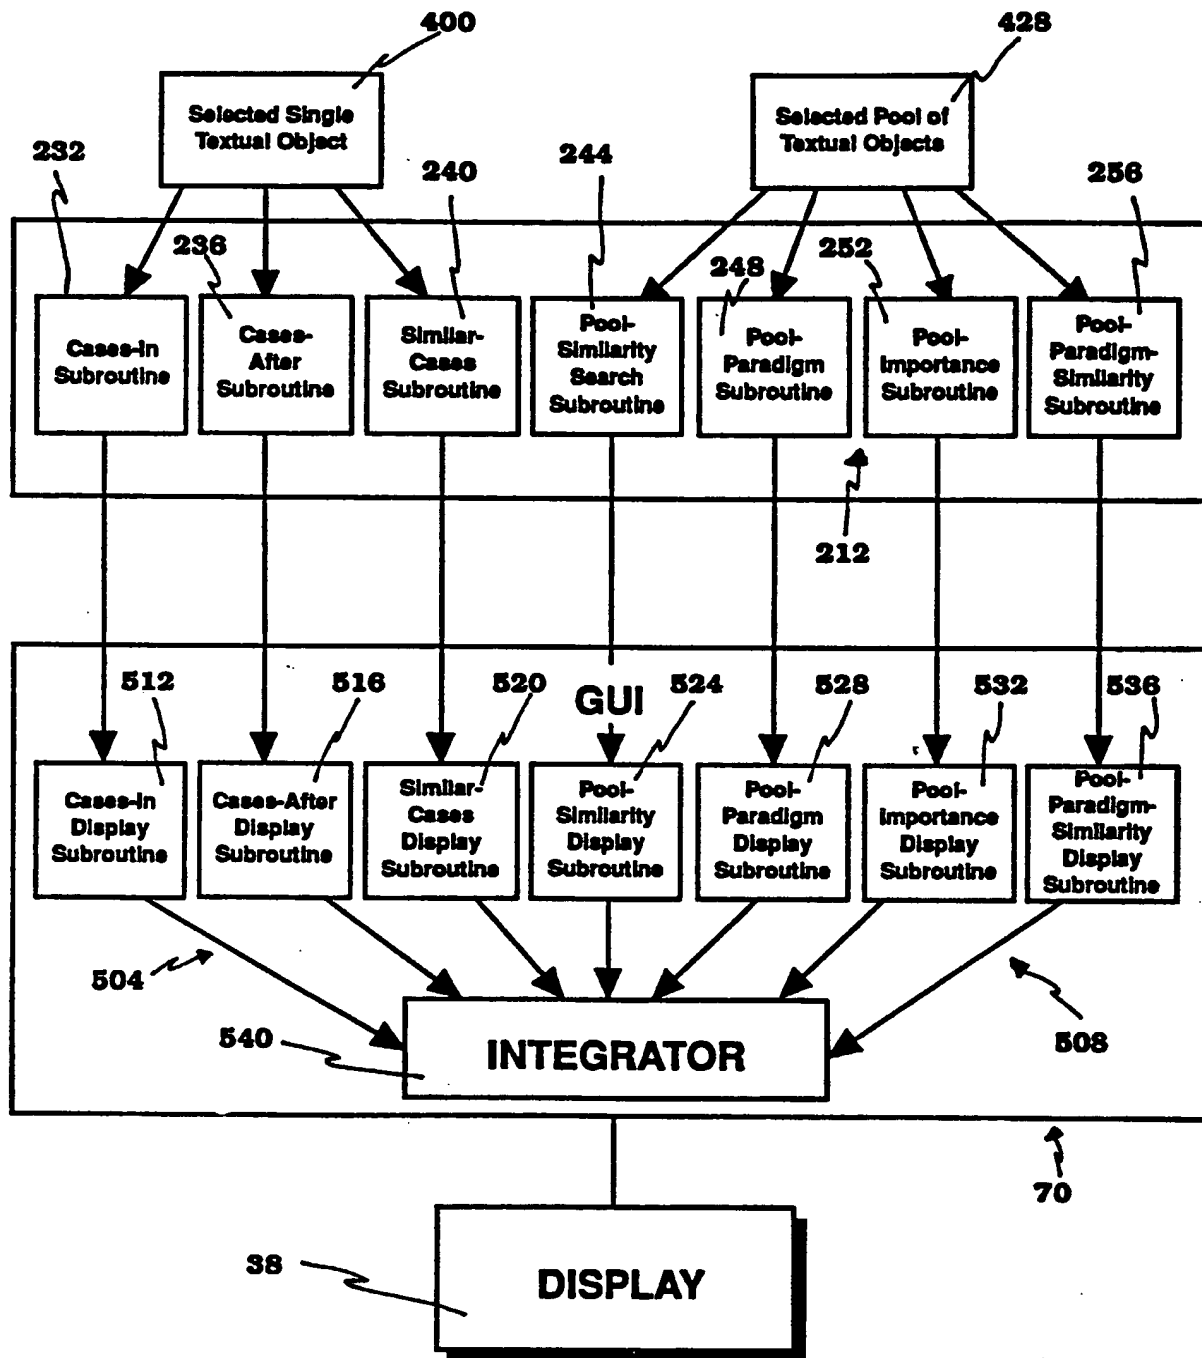 400
428
Selected Single
Textual Object
Selected Pool of
Textual Objects
232
240
244
256
236
248
252
Cases-In
Subroutine
Cases-
After
Subroutine
Similar-
Cases
Subroutine
Pool-
Similarity
Search
Subroutine
Pool-
Paradigm
Subroutine
Pool-
Importance
Subroutine
Pool-
Paradigm-
Similarity
Subroutine
212
GUI
512
516
520
524
528
532
536
Cases-In
Display
Subroutine
Cases-After
Display
Subroutine
Similar-
Cases
Display
Subroutine
Pool-
Similarity
Display
Subroutine
Pool-
Paradigm
Display
Subroutine
Pool-
Importance
Display
Subroutine
Pool-
Paradigm-
Similarity
Display
Subroutine
504
508
540
INTEGRATOR
70
38
DISPLAY